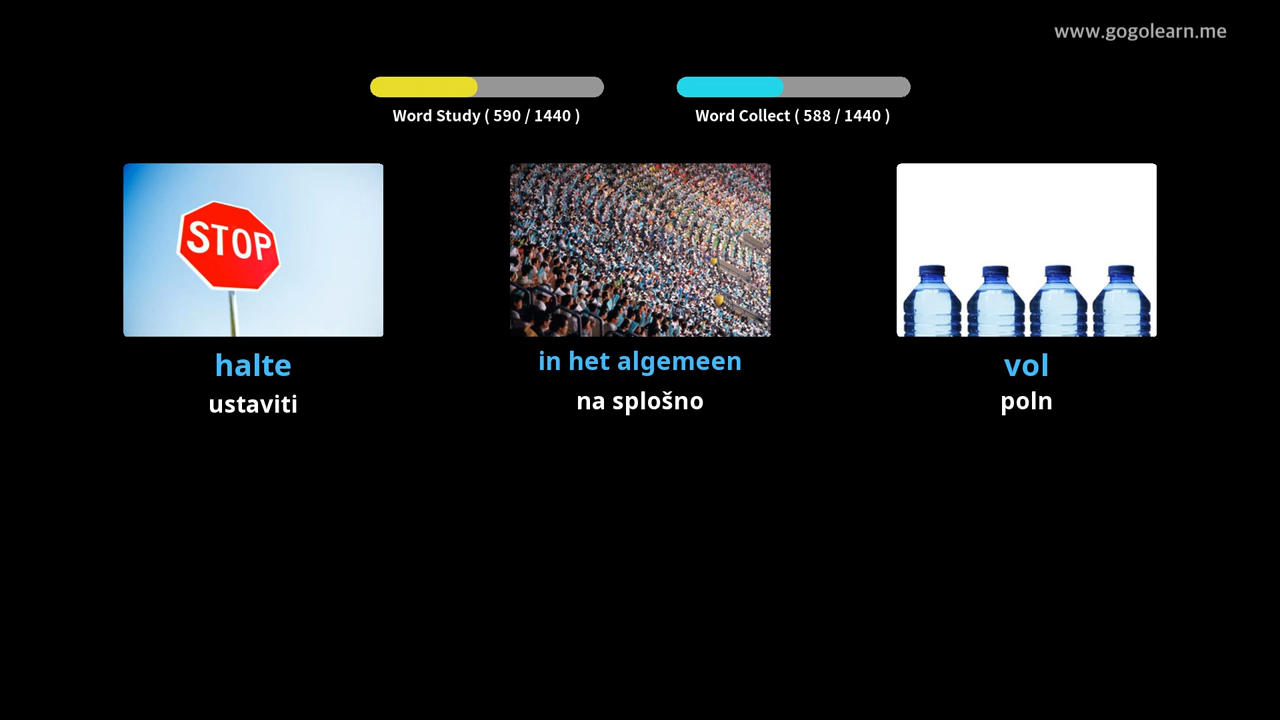 www.gogolearn.me
Word Study ( 590 / 1440 )
Word Collect ( 588 / 1440 )
STOP
halte
ustaviti
in het algemeen
na splošno
vol
poln